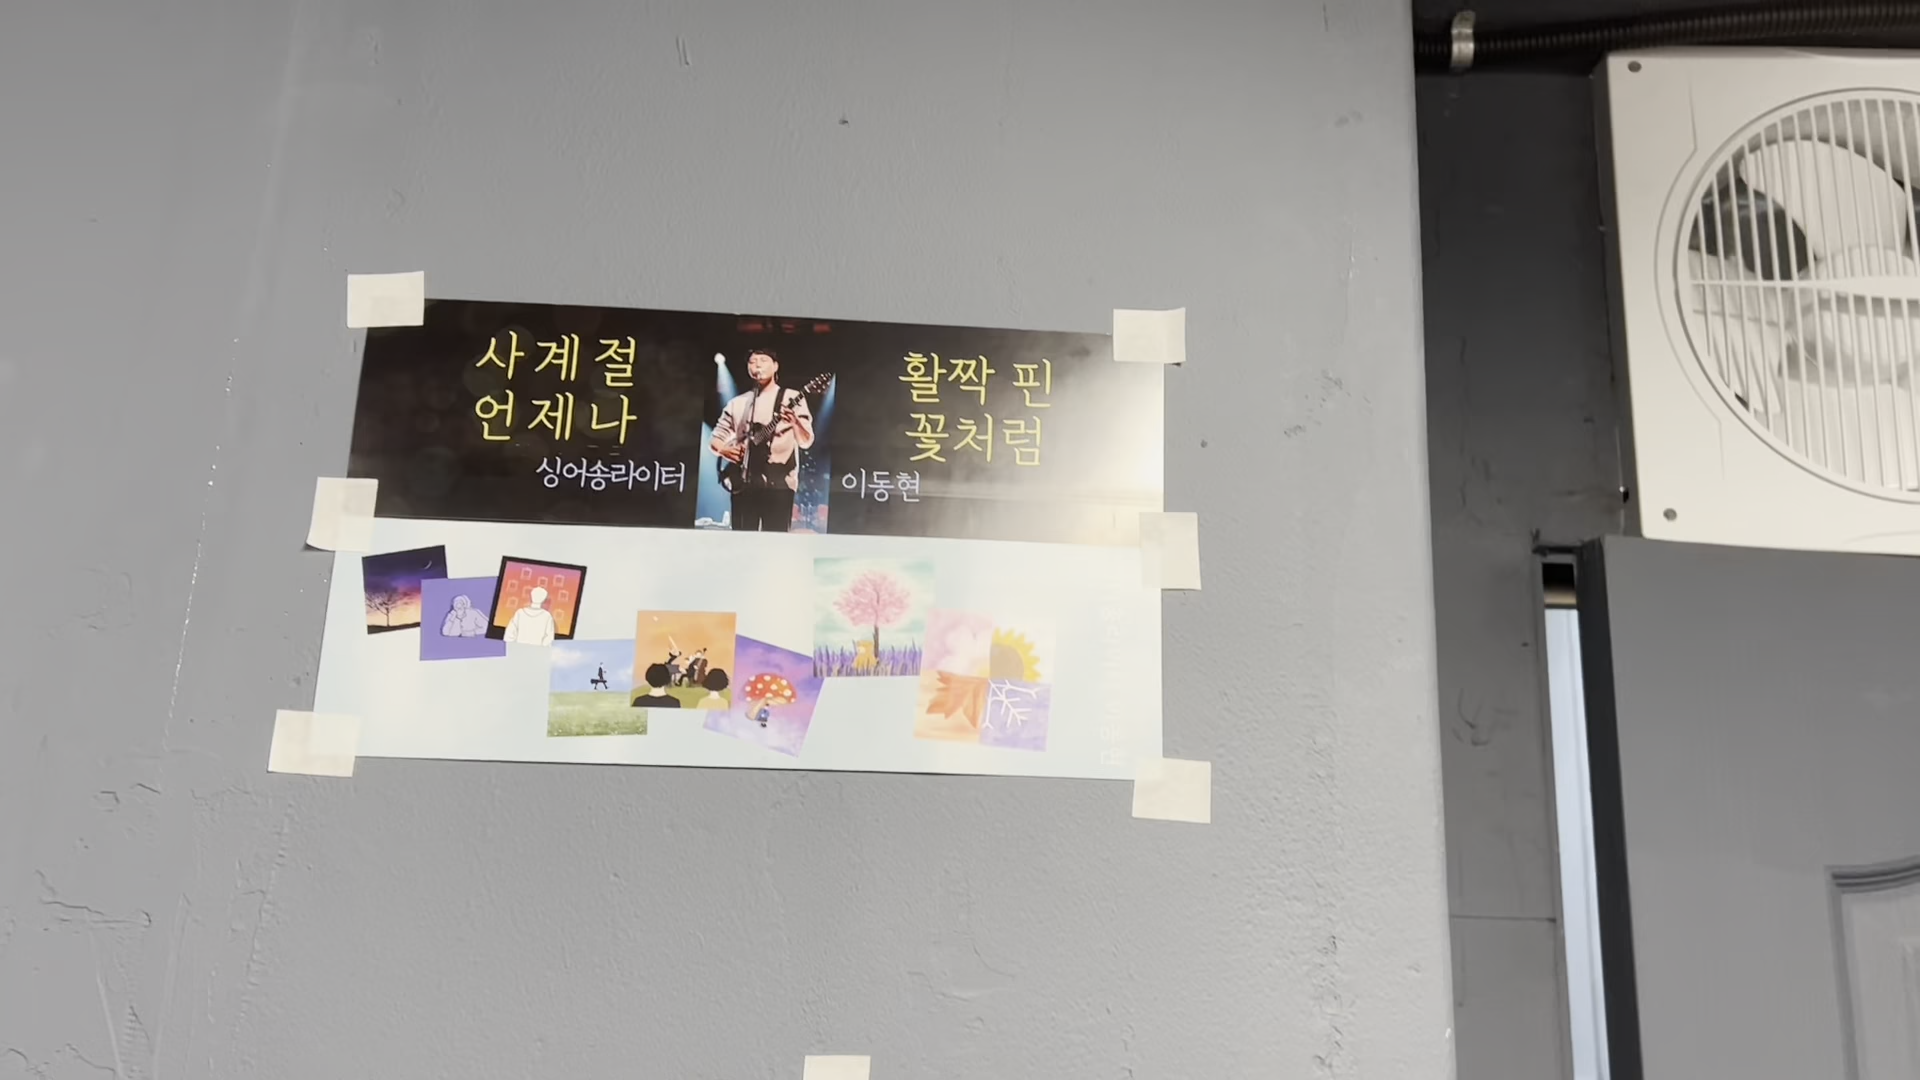 사계절
언제나
싱어송라이터
활짝 핀
꽃처럼
이동현